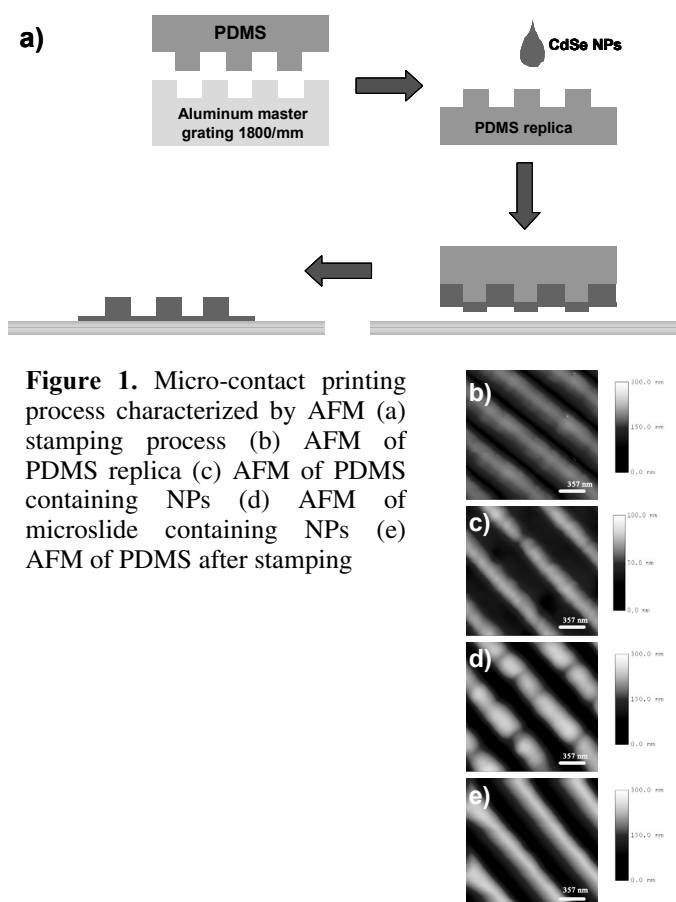 a)
PDMS
Aluminum master
grating 1800/mm
CdSe NPs
PDMS replica
Figure 1. Micro-contact printing
process characterized by AFM (a)
stamping process (b) AFM of
PDMS replica (c) AFM of PDMS
containing NPs (d) AFM of
microslide containing NPs (e)
AFM of PDMS after stamping
b)
357 nm
300.0 nm
150.0 nm
0.0 nm
c)
357 nm
100.0 nm
50.0 nm
0.0 nm
d)
357 nm
300.0 nm
150.0 nm
0.0 nm
e)
357 nm
300.0 nm
150.0 nm
0.0 nm